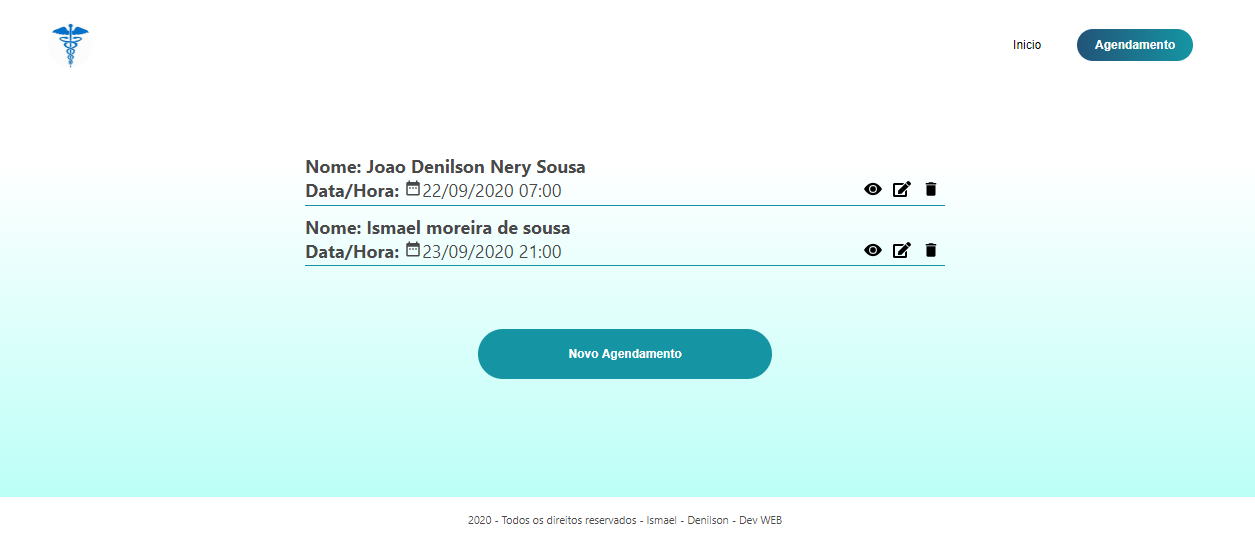 Inicio
Agendamento
Nome: Joao Denilson Nery Sousa
Data/Hora: 22/09/2020 07:00
Nome: Ismael moreira de sousa
Data/Hora: 23/09/2020 21:00
Novo Agendamento
2020 - Todos os direitos reservados - Ismael - Denilson - Dev WEB